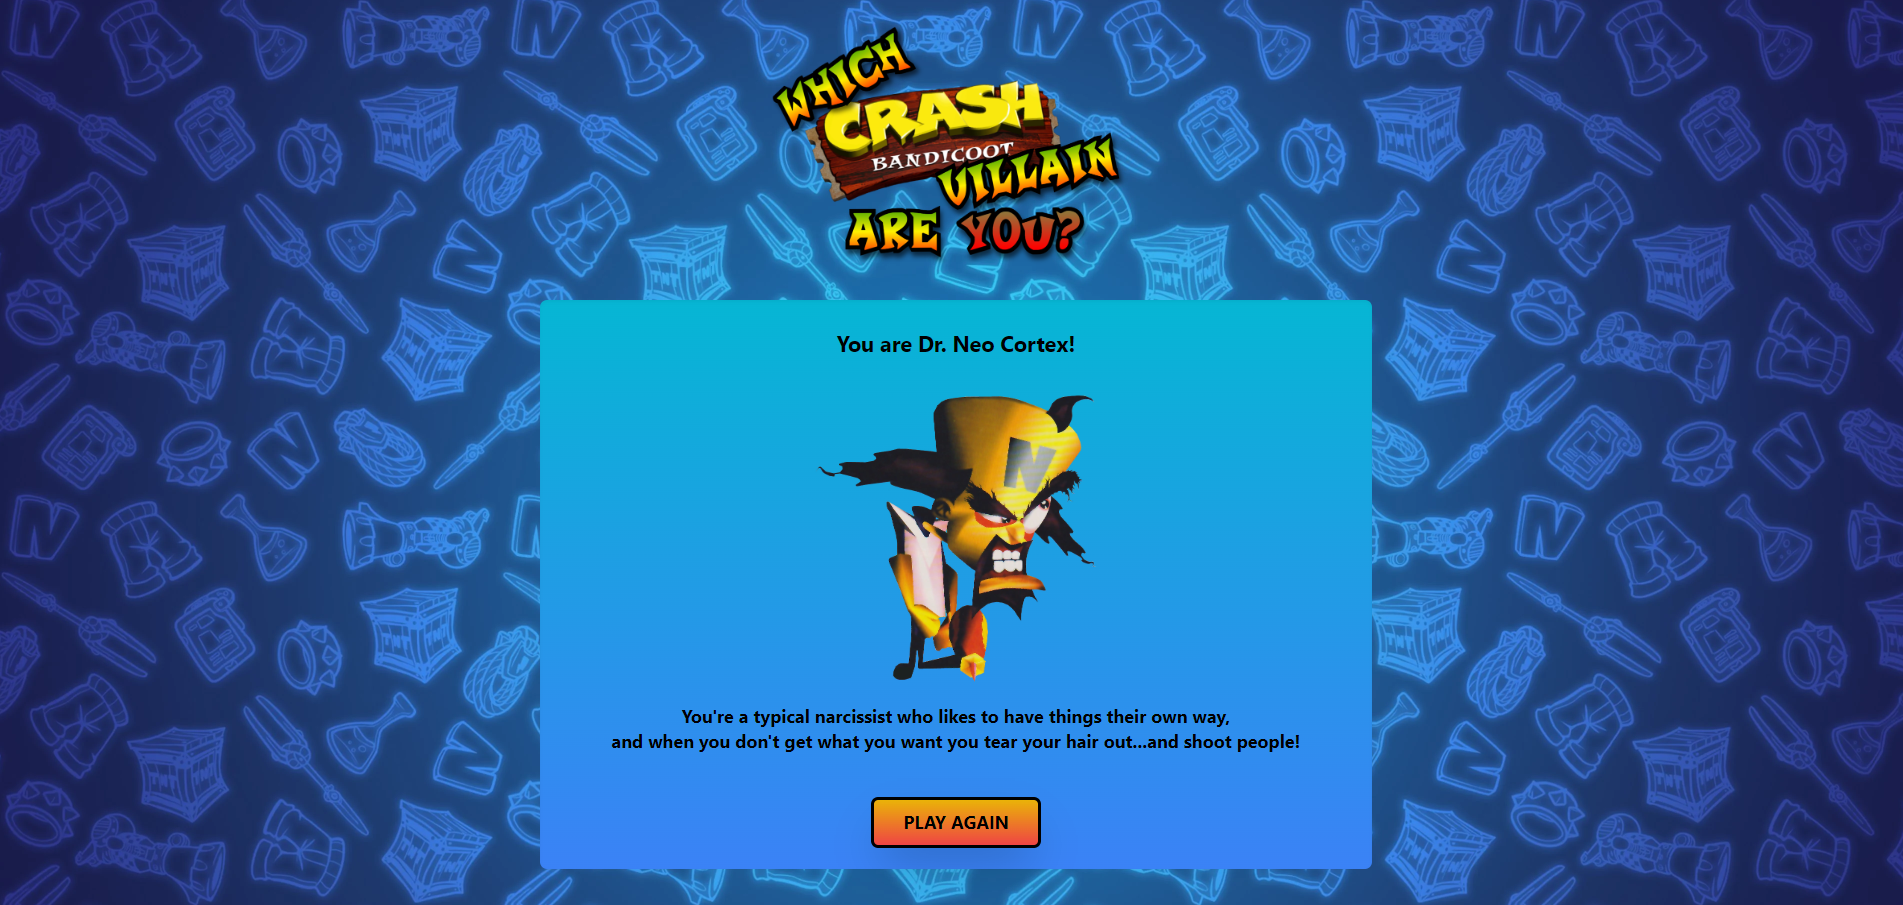 WHICH
CRASH
BANDICOOT
VILLAIN
ARE YOU?
You are Dr. Neo Cortex!
N
You're a typical narcissist who likes to have things their own way,
and when you don't get what you want you tear your hair out...and shoot people!
PLAY AGAIN